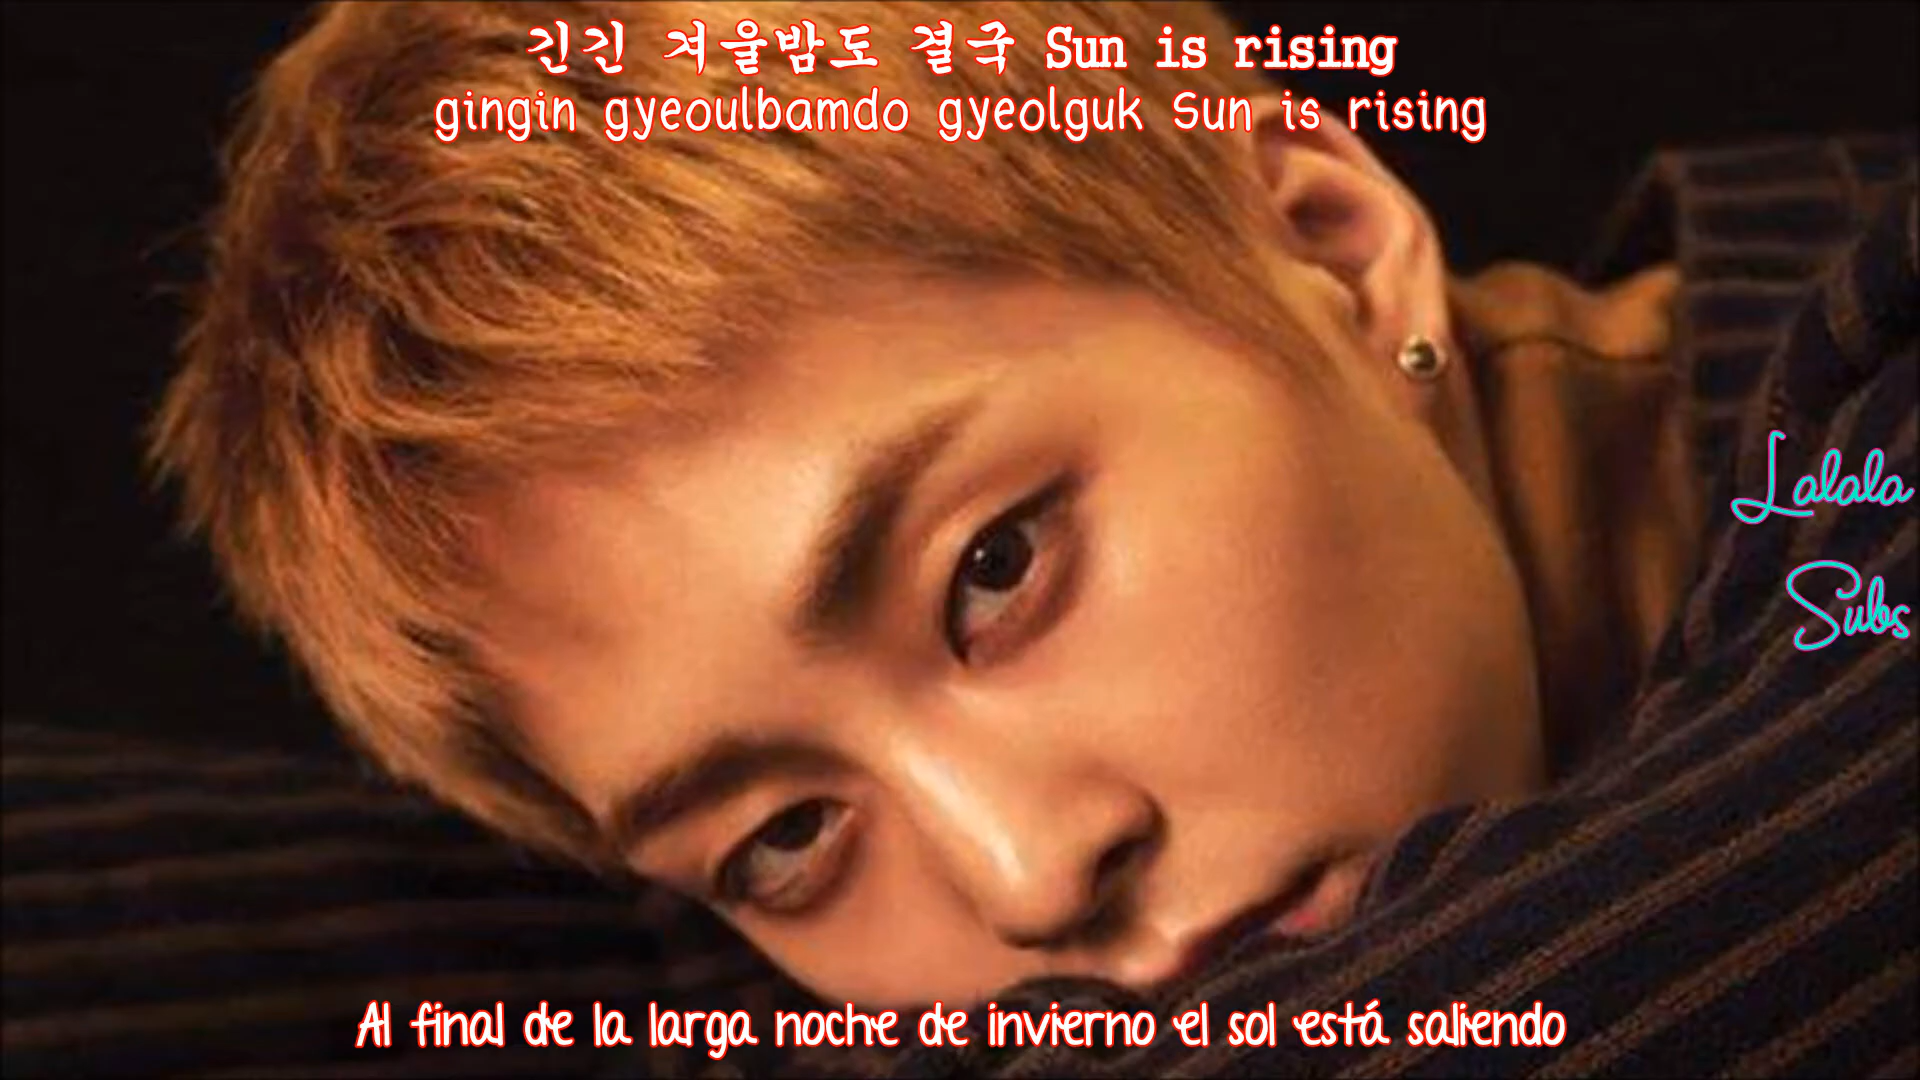 긴긴 겨울밤도 결국 Sun is rising
gingin gyeoulbamdo gyeolguk Sun is rising
Lalala
Subs
Al final de la larga noche de invierno el sol está saliendo